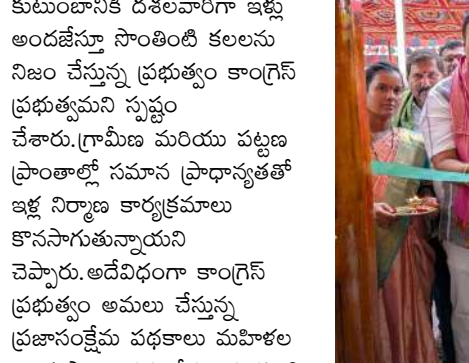 కుటుంబానికి దశలవారీగా ఇళ్లు
అందజేస్తూ సొంతింటి కలలను
నిజం చేస్తున్న ప్రభుత్వం కాంగ్రెస్
ప్రభుత్వమని స్పష్టం
చేశారు.గ్రామీణ మరియు పట్టణ
ప్రాంతాల్లో సమాన ప్రాధాన్యతతో
ఇళ్ల నిర్మాణ కార్యక్రమాలు
కొనసాగుతున్నాయని
చెప్పారు.అదేవిధంగా కాంగ్రెస్
ప్రభుత్వం అమలు చేస్తున్న
ప్రజాసంక్షేమ పథకాలు మహిళల